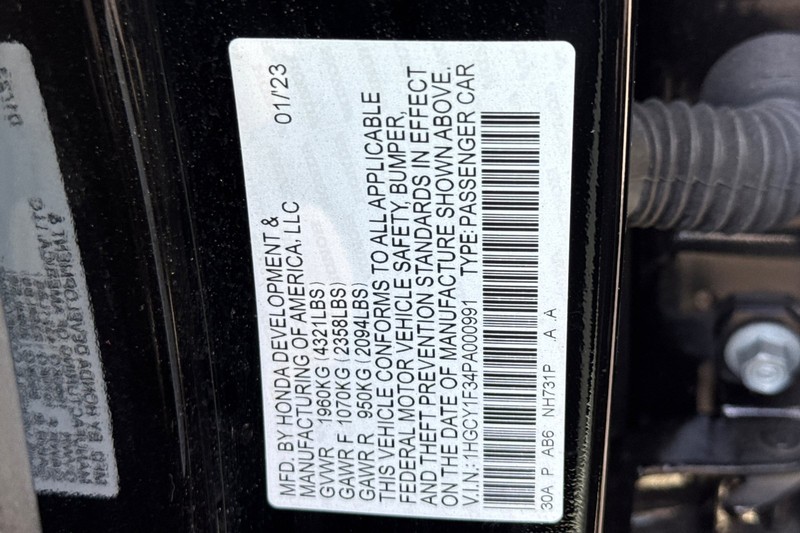 MFD. BY HONDA DEVELOPMENT &
MANUFACTURING OF AMERICA, LLC 01/'23
GVWR 1960KG (4321LBS)
GAWR F 1070KG (2358LBS)
GAWR R 950KG (2094LBS)
THIS VEHICLE CONFORMS TO ALL APPLICABLE
FEDERAL MOTOR VEHICLE SAFETY, BUMPER,
AND THEFT PREVENTION STANDARDS IN EFFECT
ON THE DATE OF MANUFACTURE SHOWN ABOVE.
V.I.N.: 1HGCY1F34PA000991 TYPE: PASSENGER CAR
30A P AB6 NH731P A .A